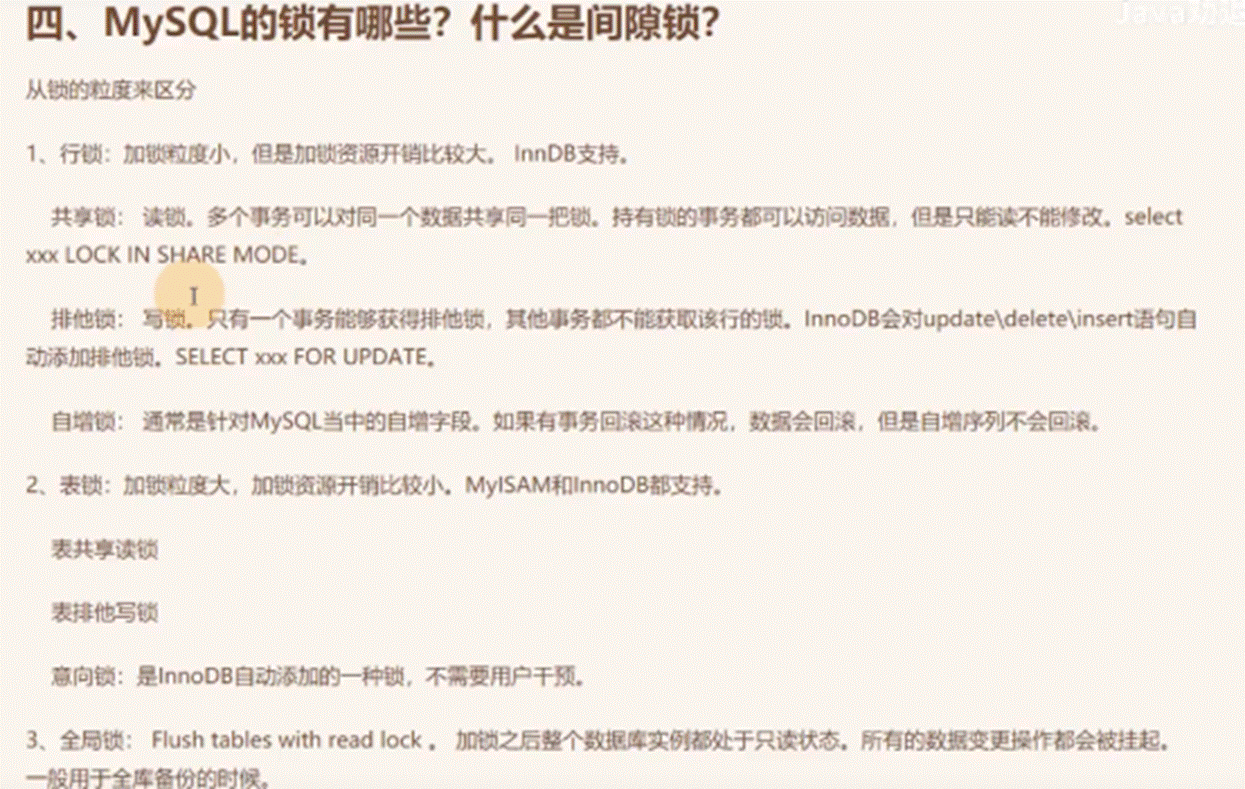 四、MySQL的锁有哪些？什么是间隙锁？
从锁的粒度来区分
1、行锁：加锁粒度小，但是加锁资源开销比较大。 InnDB支持。
共享锁： 读锁。多个事务可以对同一个数据共享同一把锁。持有锁的事务都可以访问数据，但是只能读不能修改。select
xxx LOCK IN SHARE MODE。
排他锁： 写锁。只有一个事务能够获得排他锁，其他事务都不能获取该行的锁。InnoDB会对update\delete\insert语句自
动添加排他锁。SELECT xxx FOR UPDATE。
自增锁： 通常是针对MySQL当中的自增字段。如果有事务回滚这种情况，数据会回滚，但是自增序列不会回滚。
2、表锁：加锁粒度大，加锁资源开销比较小。MyISAM和InnoDB都支持。
表共享读锁
表排他写锁
意向锁：是InnoDB自动添加的一种锁，不需要用户干预。
3、全局锁： Flush tables with read lock 。 加锁之后整个数据库实例都处于只读状态。所有的数据变更操作都会被挂起。
一般用于全库备份的时候。